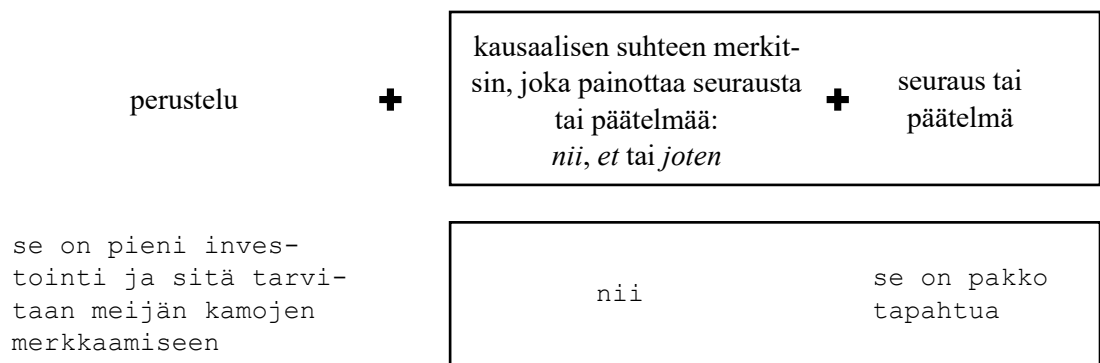 perustelu
✚
kausaalisen suhteen merkit-
sin, joka painottaa seurausta
tai päätelmää:
nii, et tai joten
✚
seuraus tai
päätelmä
se on pieni inves-
tointi ja sitä tarvi-
taan meijän kamojen
merkkaamiseen
nii
se on pakko
tapahtua